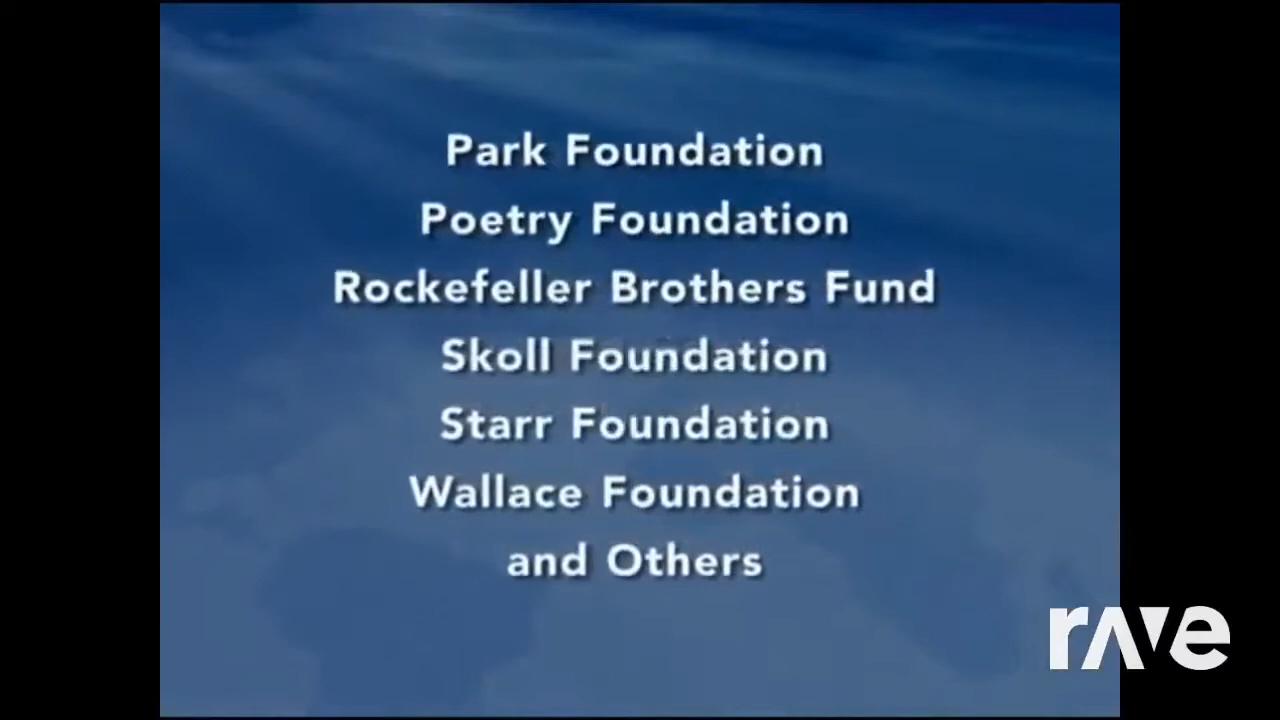 Park Foundation
Poetry Foundation
Rockefeller Brothers Fund
Skoll Foundation
Starr Foundation
Wallace Foundation
and Others
rave